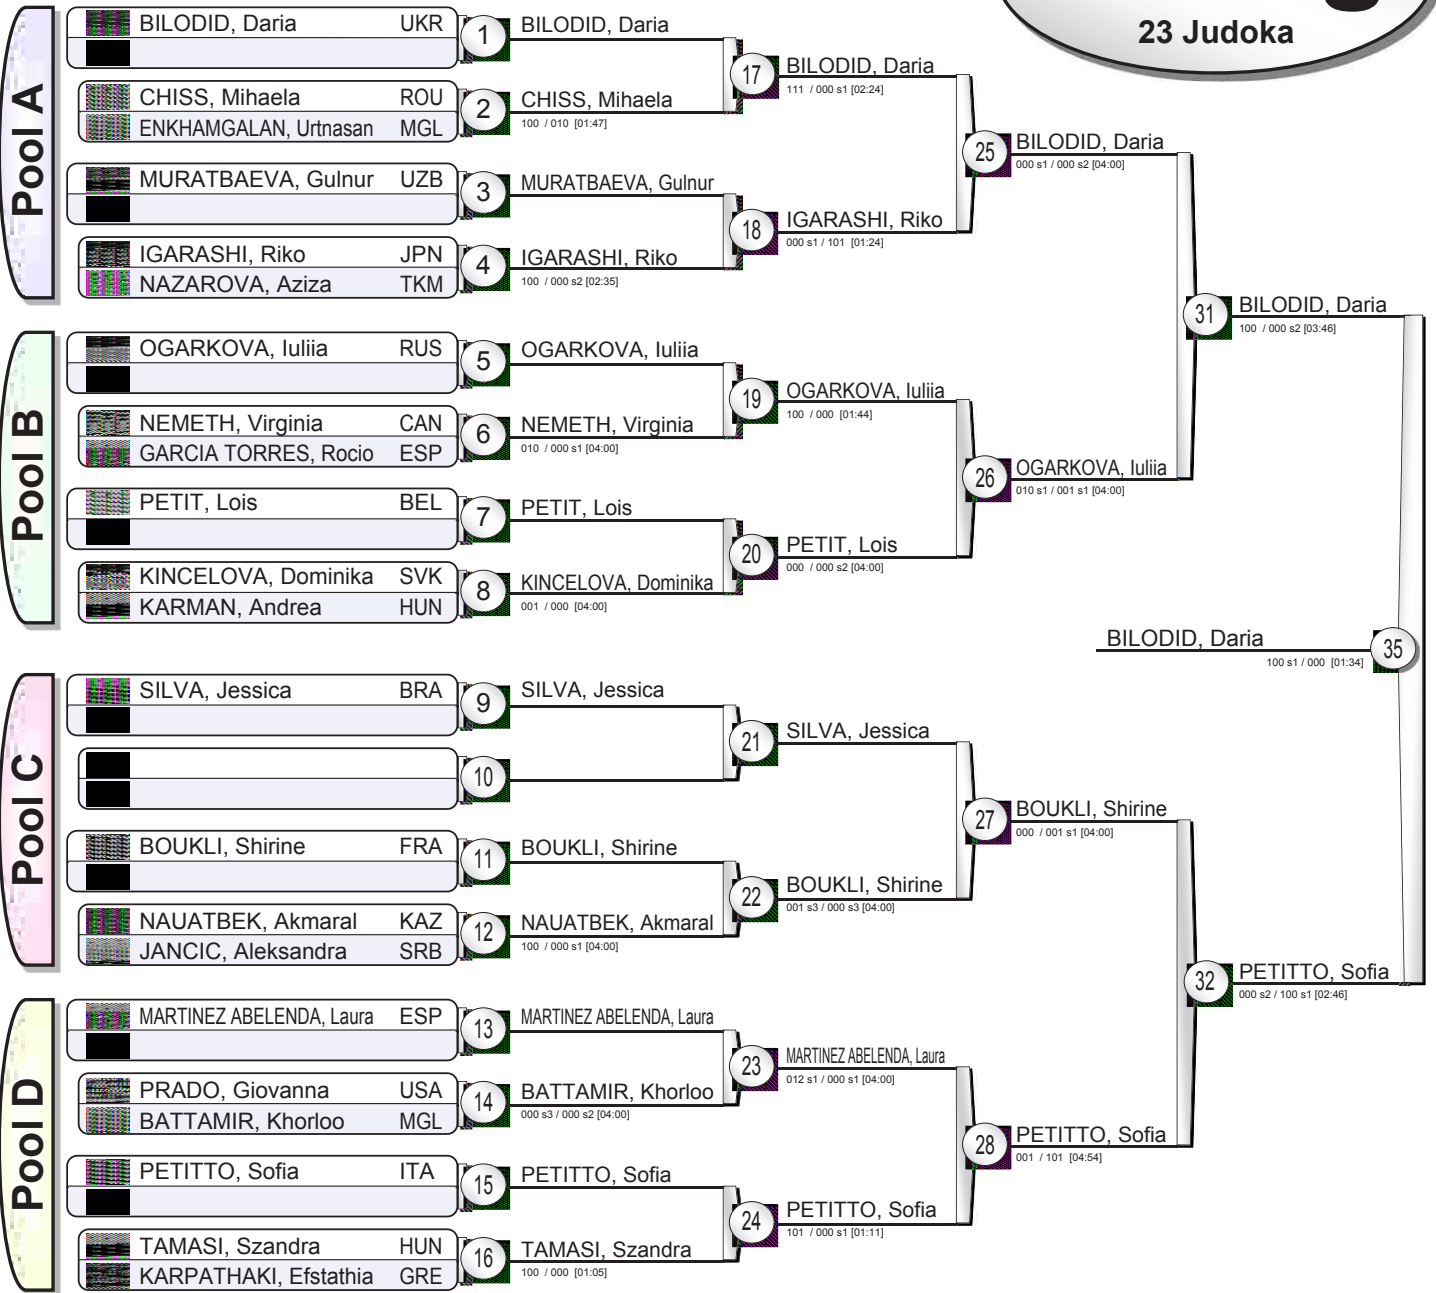 23 Judoka
Pool A
BILODID, Daria UKR
1
BILODID, Daria
CHISS, Mihaela ROU
ENKHAMGALAN, Urtnasan MGL
2
CHISS, Mihaela
100 / 010 [01:47]
17
BILODID, Daria
111 / 000 s1 [02:24]
MURATBAEVA, Gulnur UZB
3
MURATBAEVA, Gulnur
IGARASHI, Riko JPN
NAZAROVA, Aziza TKM
4
IGARASHI, Riko
100 / 000 s2 [02:35]
18
IGARASHI, Riko
000 s1 / 101 [01:24]
25
BILODID, Daria
000 s1 / 000 s2 [04:00]
Pool B
OGARKOVA, Iuliia RUS
5
OGARKOVA, Iuliia
NEMETH, Virginia CAN
GARCIA TORRES, Rocio ESP
6
NEMETH, Virginia
010 / 000 s1 [04:00]
19
OGARKOVA, Iuliia
100 / 000 [01:44]
PETIT, Lois BEL
7
PETIT, Lois
KINCELOVA, Dominika SVK
KARMAN, Andrea HUN
8
KINCELOVA, Dominika
001 / 000 [04:00]
20
PETIT, Lois
000 / 000 s2 [04:00]
26
OGARKOVA, Iuliia
010 s1 / 001 s1 [04:00]
31
BILODID, Daria
100 / 000 s2 [03:46]
BILODID, Daria
100 s1 / 000 [01:34]
35
Pool C
SILVA, Jessica BRA
9
SILVA, Jessica
10
21
SILVA, Jessica
BOUKLI, Shirine FRA
11
BOUKLI, Shirine
NAUATBEK, Akmaral KAZ
JANCIC, Aleksandra SRB
12
NAUATBEK, Akmaral
100 / 000 s1 [04:00]
22
BOUKLI, Shirine
001 s3 / 000 s3 [04:00]
27
BOUKLI, Shirine
000 / 001 s1 [04:00]
Pool D
MARTINEZ ABELENDA, Laura ESP
13
MARTINEZ ABELENDA, Laura
PRADO, Giovanna USA
BATTAMIR, Khorloo MGL
14
BATTAMIR, Khorloo
000 s3 / 000 s2 [04:00]
23
MARTINEZ ABELENDA, Laura
012 s1 / 000 s1 [04:00]
PETITTO, Sofia ITA
15
PETITTO, Sofia
TAMASI, Szandra HUN
KARPATHAKI, Efstathia GRE
16
TAMASI, Szandra
100 / 000 [01:05]
24
PETITTO, Sofia
101 / 000 s1 [01:11]
28
PETITTO, Sofia
001 / 101 [04:54]
32
PETITTO, Sofia
000 s2 / 100 s1 [02:46]